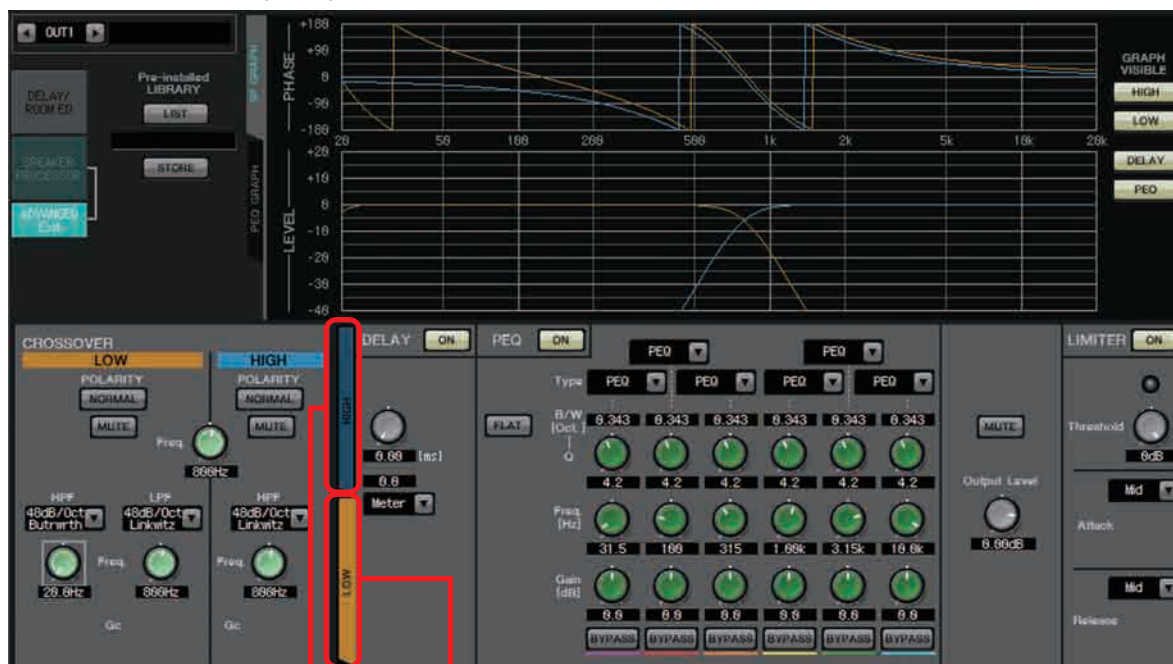 OUT1
DELAY/
ROOM EQ
SPEAKER
PROCESSOR
ADVANCED
Edit
Pre-installed
LIBRARY
LIST
STORE
SP GRAPH
PEQ GRAPH
PHASE
+180
+90
0
-90
-180
20 50 100 200 500 1k 2k 5k 10k 20k
LEVEL
+20
+10
0
-10
-20
-30
-40
GRAPH
VISIBLE
HIGH
LOW
DELAY
PEQ
CROSSOVER
LOW
POLARITY
NORMAL
MUTE
Freq.
800Hz
HPF
48dB/Oct
Butrwrth
LPF
48dB/Oct
Linkwitz
Freq.
20.0Hz
800Hz
Gc
HIGH
POLARITY
NORMAL
MUTE
HPF
48dB/Oct
Linkwitz
Freq.
800Hz
Gc
HIGH
LOW
DELAY ON
0.00 [ms]
0.0
Meter
PEQ ON
FLAT
PEQ PEQ
Type PEQ PEQ PEQ PEQ
B/W
[Oct.]
Q
0.343 0.343 0.343 0.343 0.343 0.343
4.2 4.2 4.2 4.2 4.2 4.2
Freq.
[Hz]
31.5 100 315 1.00k 3.15k 10.0k
Gain
[dB]
0.0 0.0 0.0 0.0 0.0 0.0
BYPASS BYPASS BYPASS BYPASS BYPASS BYPASS
MUTE
Output Level
0.00dB
LIMITER ON
Threshold
0dB
Mid
Attack
Mid
Release